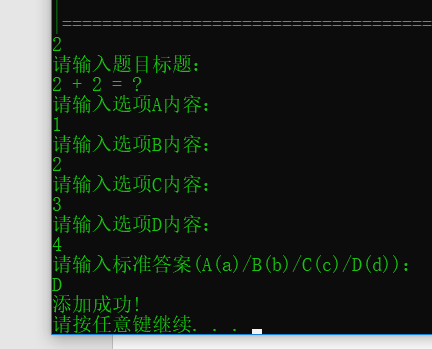 |======================================
2
请输入题目标题：
2 + 2 = ?
请输入选项A内容：
1
请输入选项B内容：
2
请输入选项C内容：
3
请输入选项D内容：
4
请输入标准答案(A(a)/B(b)/C(c)/D(d))：
D
添加成功!
请按任意键继续. . .